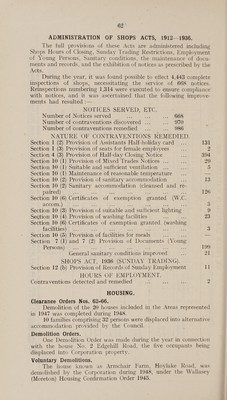 62
ADMINISTRATION OF SHOPS ACTS, 1912—1936.
The full provisions of these Acts are administered including
Shops Hours of Closing, Sunday Trading Restrictions, Employment
of Young Persons, Sanitary conditions, the maintenance of docu-
ments and records, and the exhibition of notices as prescribed by the
Acts.
During the year, it was found possible to effect 4,443 complete
inspections of shops, necessitating the service of 668 notices.
Reinspections numbering 1,314 were executed to ensure compliance
with notices, and it was ascertained that the following improve-
ments had resulted :—
NOTICES SERVED, ETC.
Number of Notices served ... ... 668
Number of contraventions discovered ... 970
Number of contraventions remedied ... 986
NATURE OF CONTRAVENTIONS REMEDIED.
Section 1 (2) Provision of Assistants Half-holiday card 131
Section 1 (3) Provision of seats for female employees 2
Section 4 (2) Provision of Half-day Closing Notice 394
Section 10 (1) Provision of Mixed Trades Notices ... 29
Section 10 (1) Suitable and sufficient ventilation ...
Section 10 (1) Maintenance of reasonable temperature
Section 10 (2) Provision of sanitary accommodation 13
Section 10 (2) Sanitary accommodation (cleansed and re-
paired) ... 126
Section 10 (6) Certificates of exemption granted (W.C.
accom.) ... 3
Section 10 (3) Provision of suitable and sufficient lighting 8
Section 10 (4) Provision of washing facilities ... 23
Section 10 (6) Certificates of exemption granted (washing
facilities) ... 3
Section 10 (5) Provision of facilities for meals ...
Section 7 (1) and 7 (2) Provision of Documents (Young
Persons) ... 190
General sanitary conditions improved ... 21
SHOPS ACT, 1936 (SUNDAY TRADING).
Section 12 (b) Provision of Records of Sunday Employment 11
HOURS OF EMPLOYMENT.
Contraventions detected and remedied ... 2
HOUSING.
Clearance Orders Nos. 62-66.
Demolition of the 20 houses included in the Areas represented
in 1947 was completed during 1948.
10 families comprising 32 persons were displaced into alternative
accommodation provided by the Council.
Demolition Orders.
One Demolition Order was made during the year in connection
with the house No. 2 Edgehill Road, the five occupants being
displaced into Corporation property.
Voluntary Demolitions.
The house known as Armchair Farm, Hoylake Road, was
demolished by the Corporation during 1948, under the Wallasey
(Moreton) Housing Confirmation Order 1945.